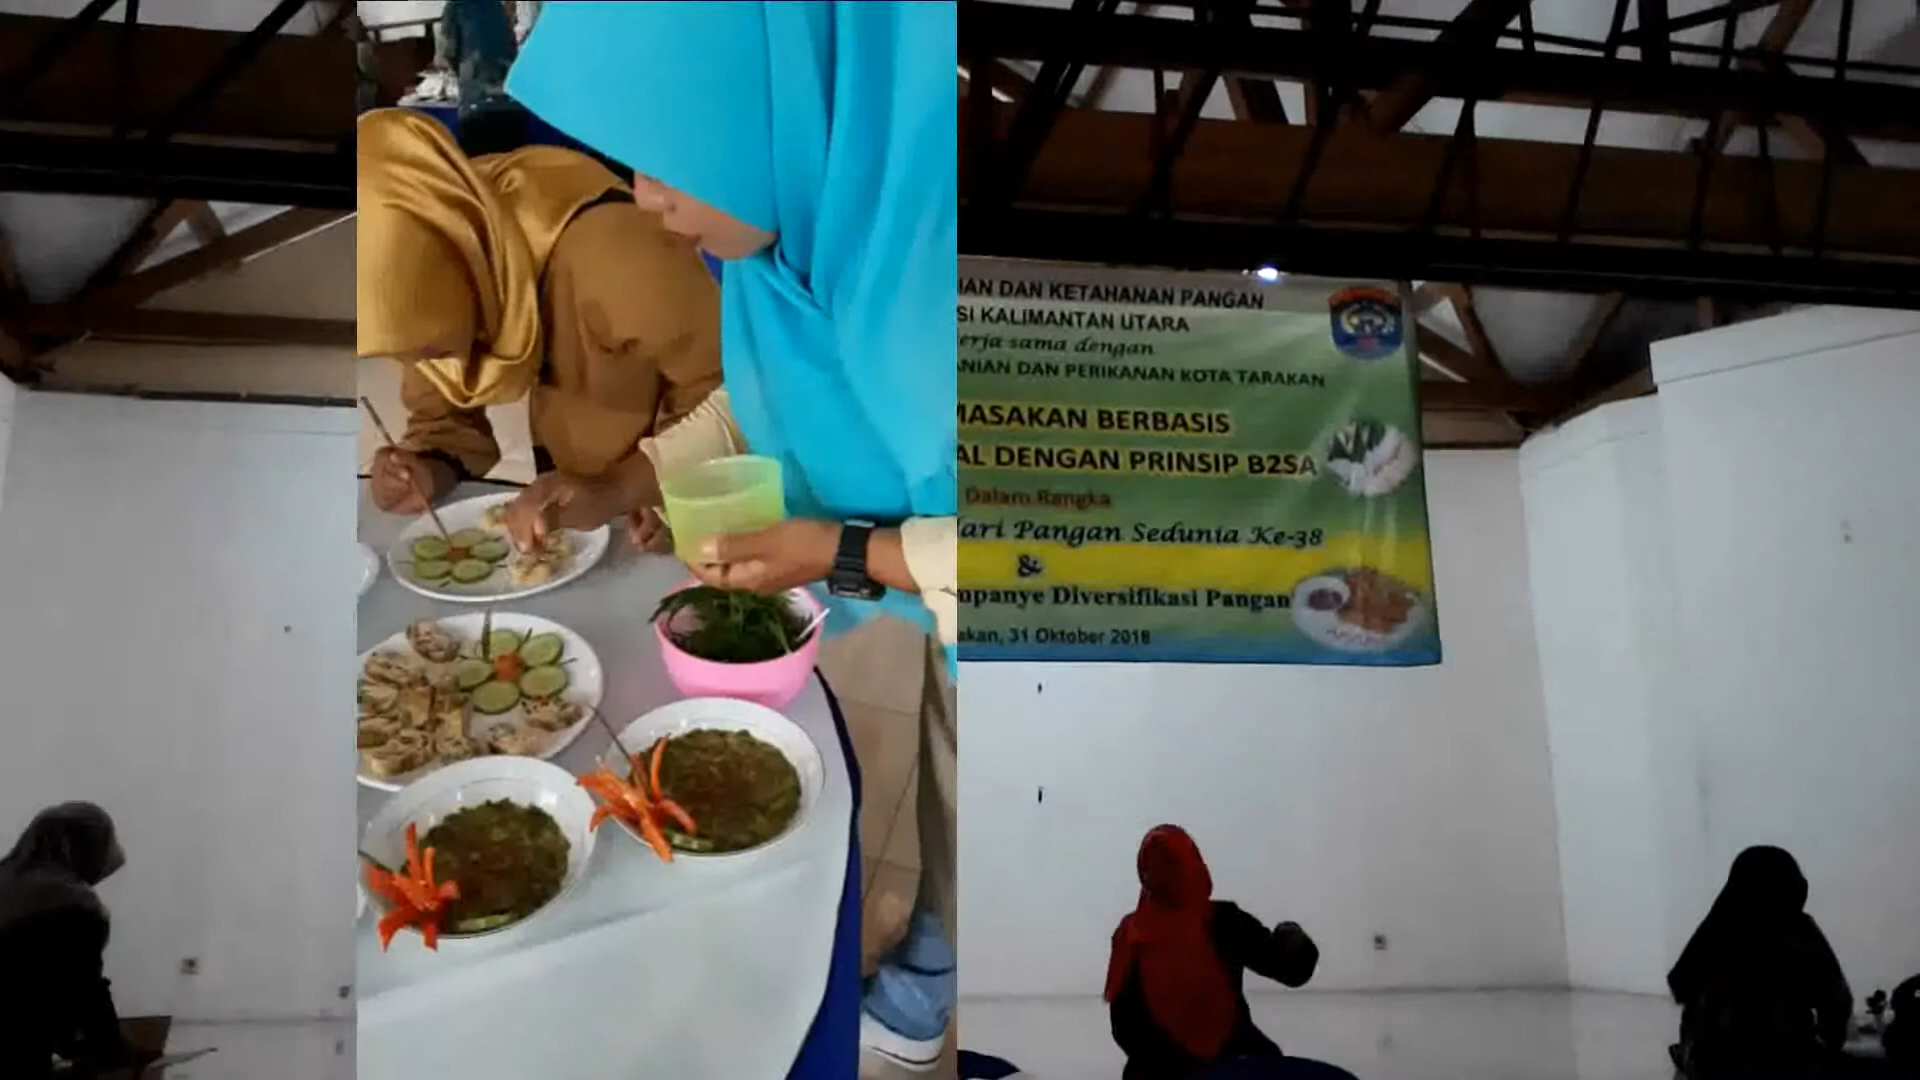 IAN DAN KETAHANAN PANGAN
SI KALIMANTAN UTARA
erja sama dengan
ANIAN DAN PERIKANAN KOTA TARAKAN
MASAKAN BERBASIS
AL DENGAN PRINSIP B2SA
Dalam Rangka
Hari Pangan Sedunia Ke-38
&
mpanye Diversifikasi Pangan
akan, 31 Oktober 2018